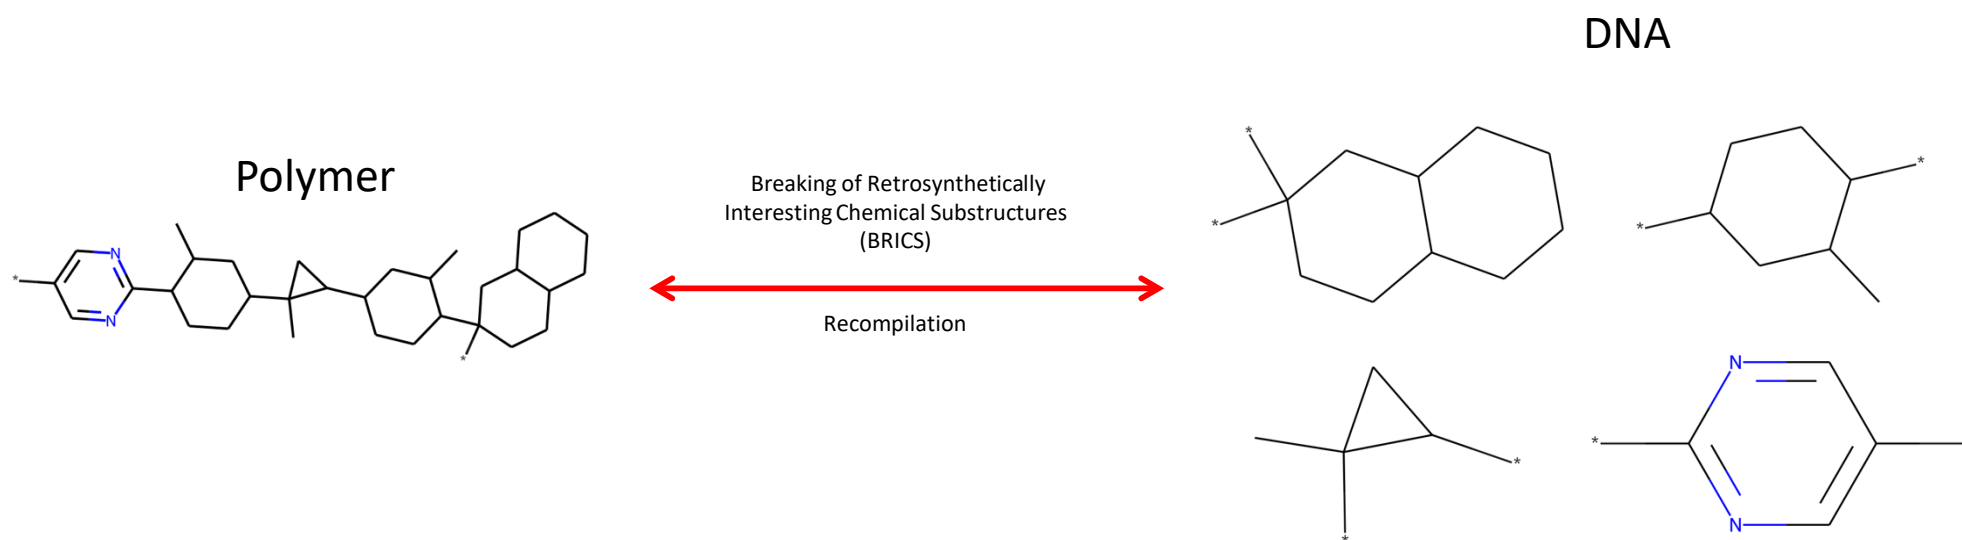 DNA
Polymer
Breaking of Retrosynthetically
Interesting Chemical Substructures
(BRICS)
Recompilation
* N N *
* * * *
* * N N *